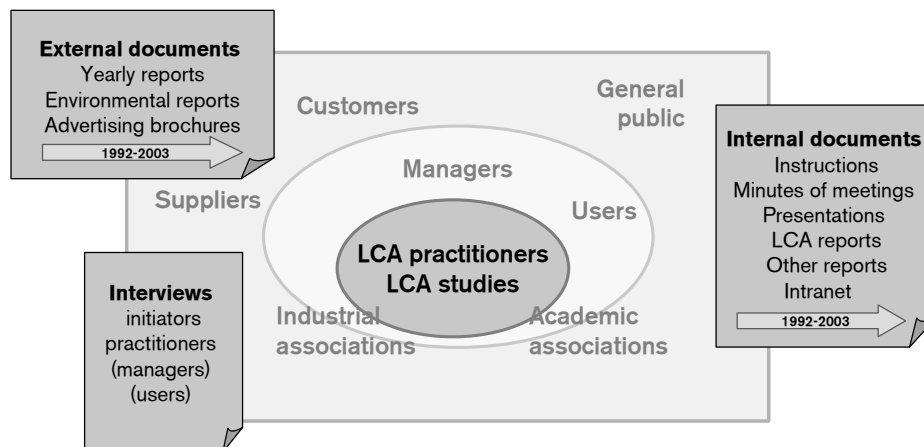 External documents
Yearly reports
Environmental reports
Advertising brochures
1992-2003
Customers
General
public
Suppliers
Managers
Users
LCA practitioners
LCA studies
Industrial
associations
Academic
associations
Internal documents
Instructions
Minutes of meetings
Presentations
LCA reports
Other reports
Intranet
1992-2003
Interviews
initiators
practitioners
(managers)
(users)